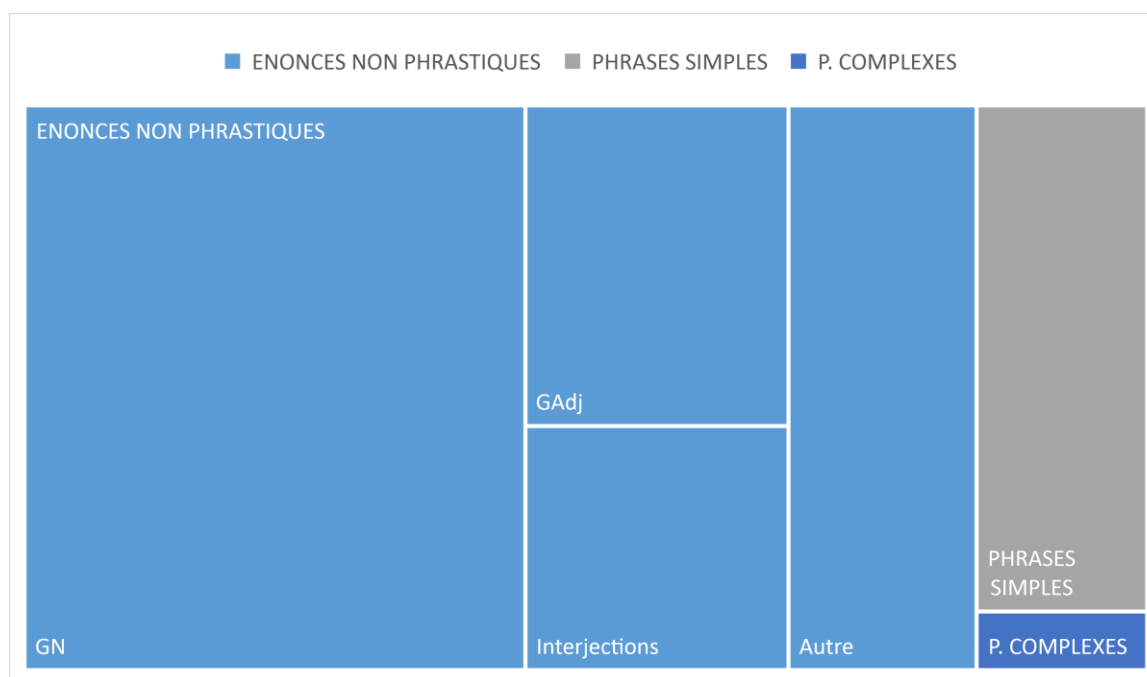 ENONCES NON PHRASTIQUES PHRASES SIMPLES P. COMPLEXES
ENONCES NON PHRASTIQUES
GAdj
PHRASES
SIMPLES
GN
Interjections
Autre
P. COMPLEXES